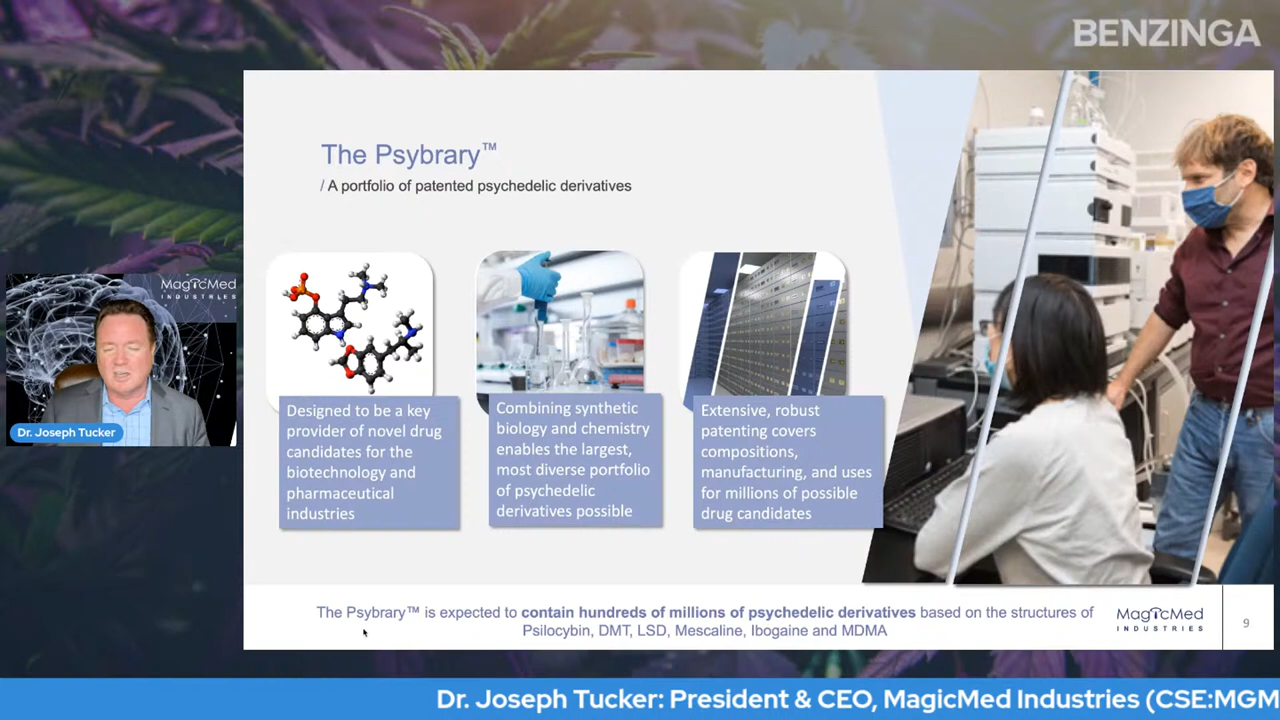 BENZINGA
The Psybrary™
/ A portfolio of patented psychedelic derivatives
MagicMed
INDUSTRIES
Dr. Joseph Tucker
Designed to be a key
provider of novel drug
candidates for the
biotechnology and
pharmaceutical
industries
Combining synthetic
biology and chemistry
enables the largest,
most diverse portfolio
of psychedelic
derivatives possible
Extensive, robust
patenting covers
compositions,
manufacturing, and uses
for millions of possible
drug candidates
The Psybrary™ is expected to contain hundreds of millions of psychedelic derivatives based on the structures of
Psilocybin, DMT, LSD, Mescaline, Ibogaine and MDMA
MagicMed
INDUSTRIES
9
Dr. Joseph Tucker: President & CEO, MagicMed Industries (CSE:MGM